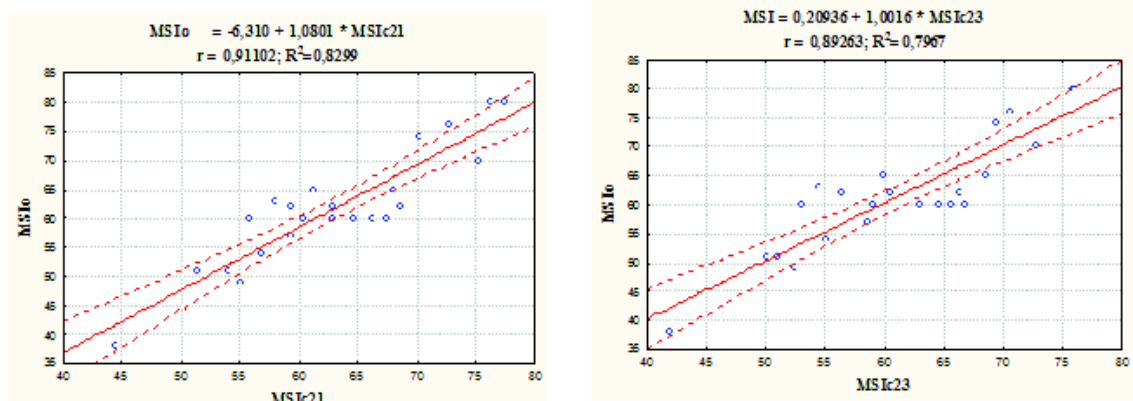 MSIo = -6,310 + 1,0801 * MSIc21
r = 0,91102; R²= 0,8299
85
80
75
70
65
60
55
50
45
40
35
MSIo
40 45 50 55 60 65 70 75 80
MSIc21
MSI = 0,20936 + 1,0016 * MSIc23
r = 0,89263; R²= 0,7967
85
80
75
70
65
60
55
50
45
40
35
MSIo
40 45 50 55 60 65 70 75 80
MSIc23